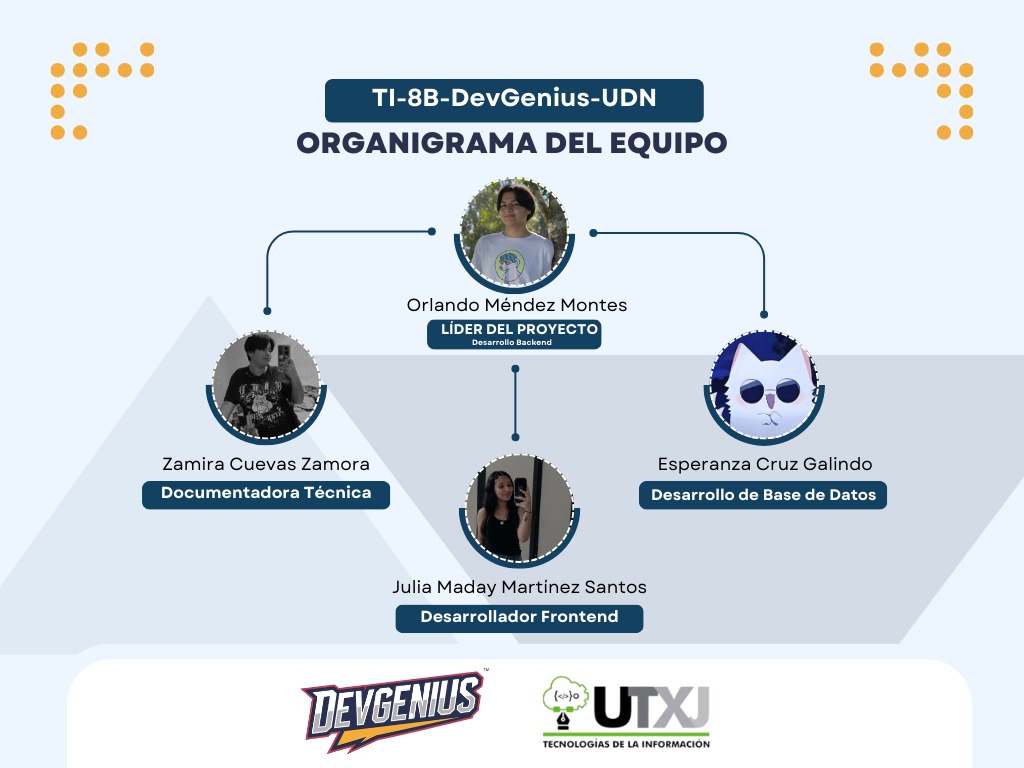 TI-8B-DevGenius-UDN
ORGANIGRAMA DEL EQUIPO
Orlando Méndez Montes
LÍDER DEL PROYECTO
Desarrollo Backend
Zamira Cuevas Zamora
Documentadora Técnica
Esperanza Cruz Galindo
Desarrollo de Base de Datos
Julia Maday Martínez Santos
Desarrollador Frontend
DEVGENIUS™
{</>}
UTXJ
TECNOLOGÍAS DE LA INFORMACIÓN